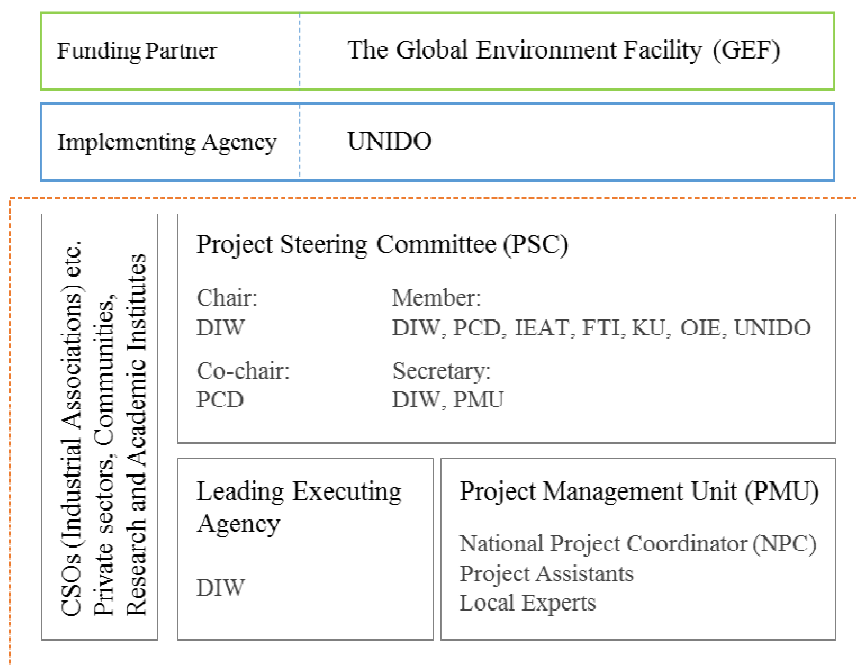 Funding Partner
The Global Environment Facility (GEF)
Implementing Agency
UNIDO
CSOs (Industrial Associations) etc.
Private sectors, Communities,
Research and Academic Institutes
Project Steering Committee (PSC)
Chair:
DIW
Member:
DIW, PCD, IEAT, FTI, KU, OIE, UNIDO
Co-chair:
PCD
Secretary:
DIW, PMU
Leading Executing
Agency
DIW
Project Management Unit (PMU)
National Project Coordinator (NPC)
Project Assistants
Local Experts